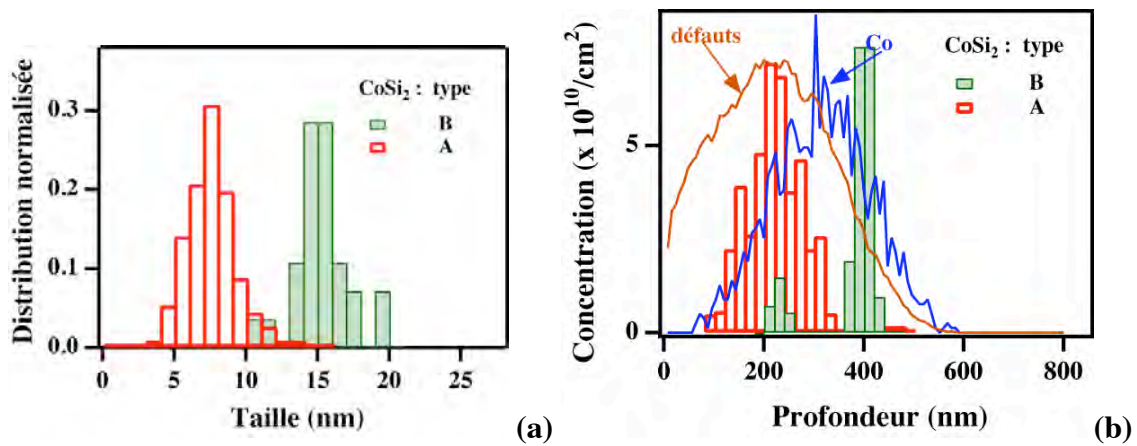 Distribution normalisée
0.3
0.2
0.1
0.0
0
5
10
15
20
25
Taille (nm)
CoSi2 : type
B
A
(a)
Concentration (x 10^10/cm^2)
5
0
0
200
400
600
800
Profondeur (nm)
défauts
Co
CoSi2 : type
B
A
(b)